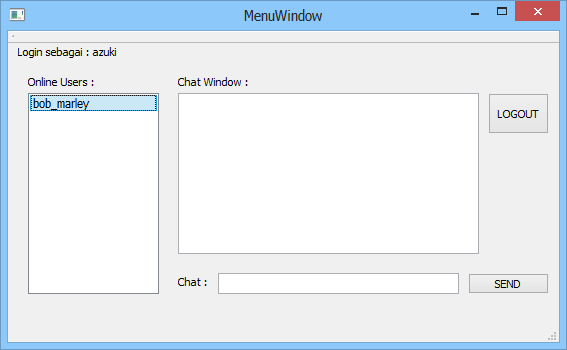 MenuWindow
Login sebagai : azuki
Online Users :
Chat Window :
bob_marley
LOGOUT
Chat :
SEND